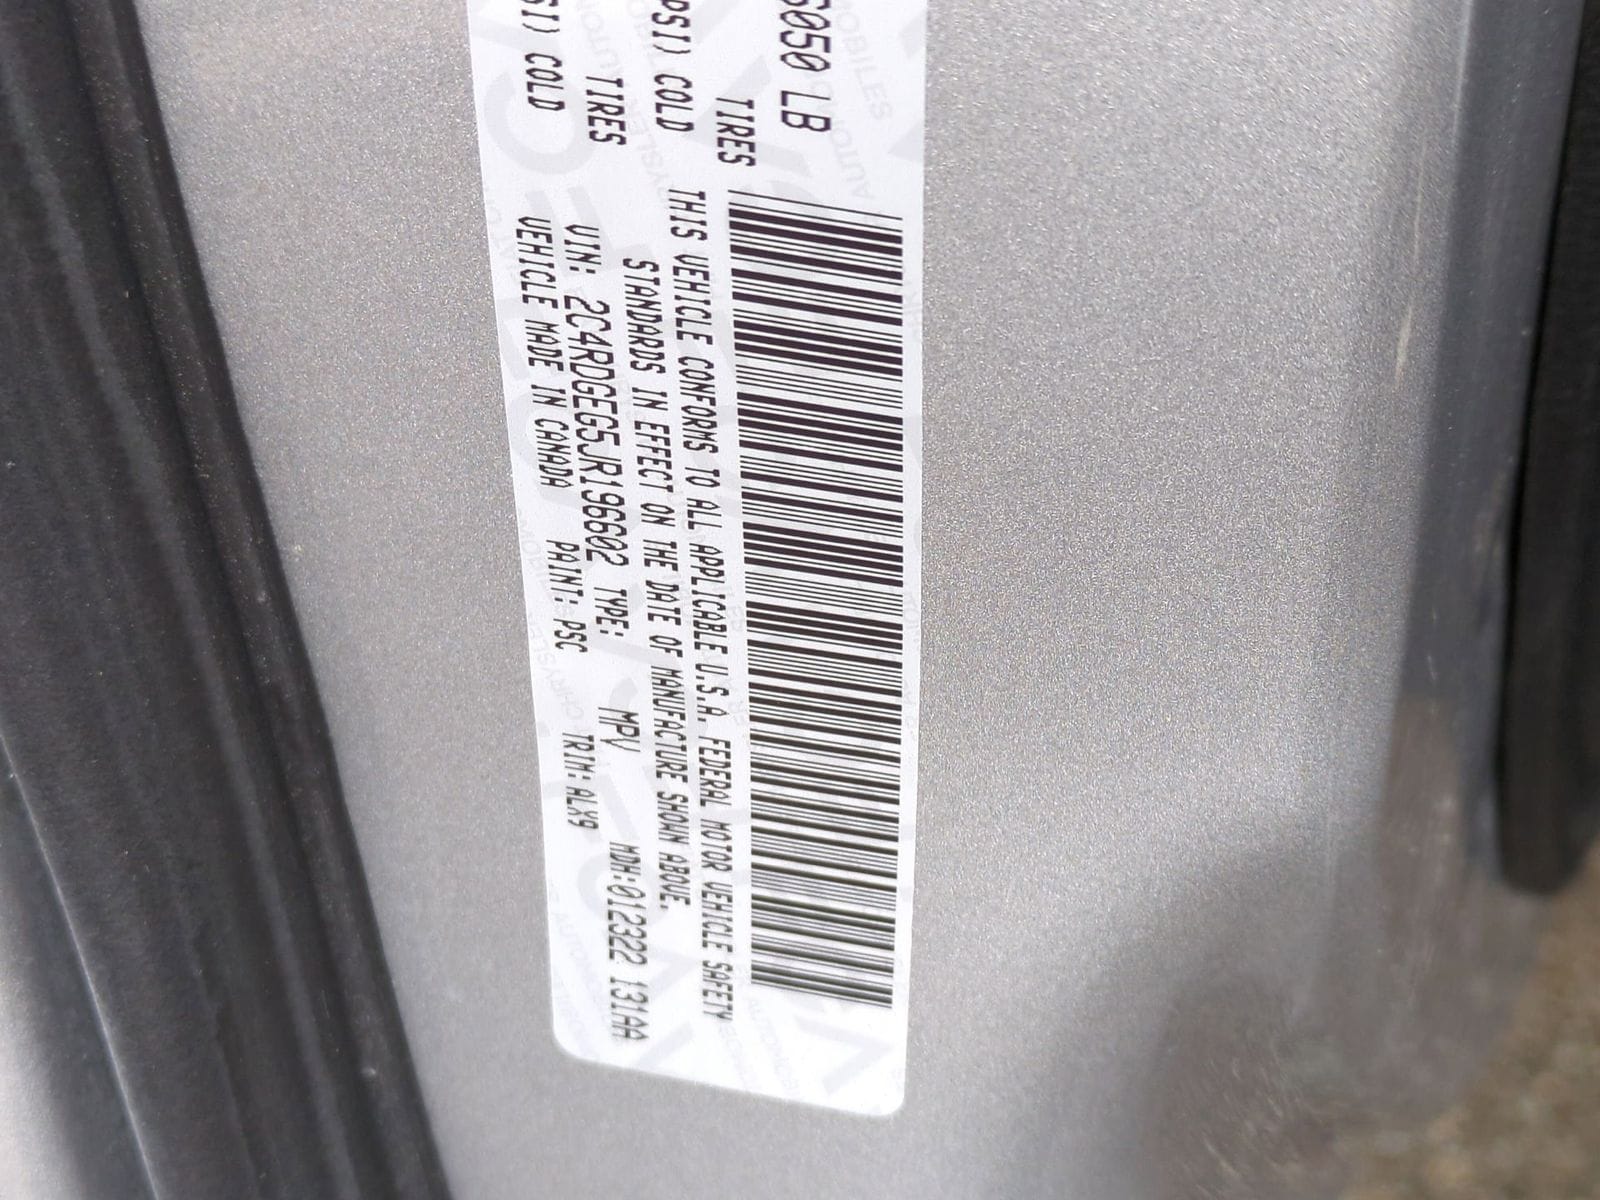 6050 LB
TIRES
PSI) COLD
TIRES
SI) COLD
THIS VEHICLE CONFORMS TO ALL APPLICABLE U.S.A. FEDERAL MOTOR VEHICLE SAFETY
STANDARDS IN EFFECT ON THE DATE OF MANUFACTURE SHOWN ABOVE.
VIN: 2C4RDGEG5JR196602 TYPE: MPV MDH:012322 131AA
VEHICLE MADE IN CANADA PAINT: PSC TRIM: ALX9